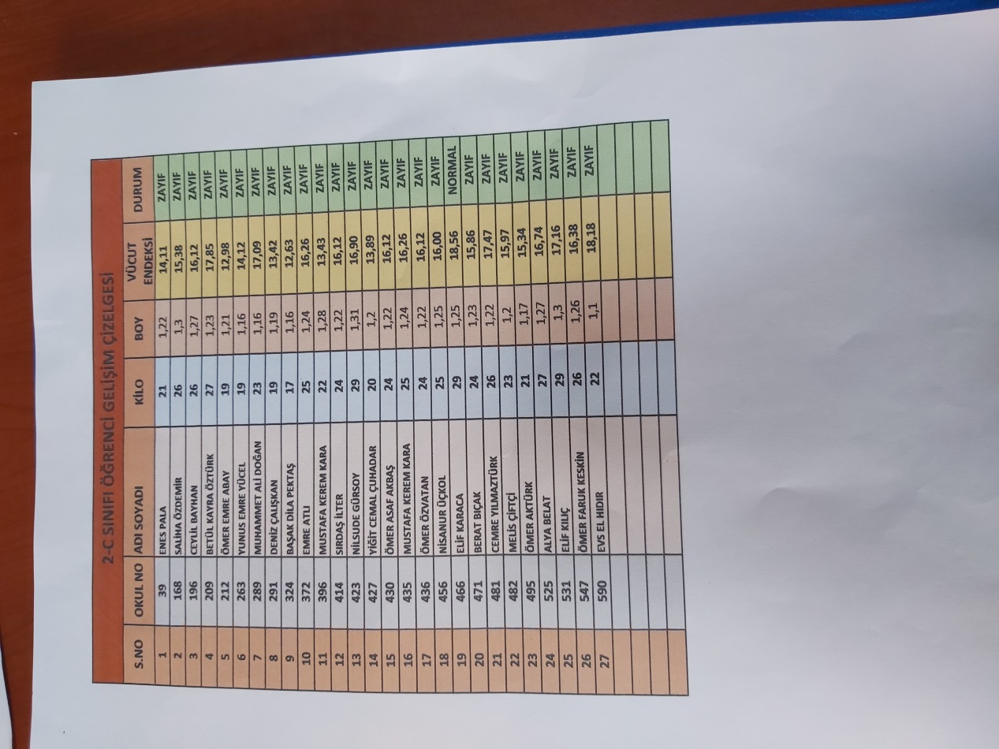 2-C SINIFI ÖĞRENCİ GELİŞİM ÇİZELGESİ
S.NO OKUL NO ADI SOYADI KİLO BOY VÜCUT ENDEKSİ DURUM
1 39 ENES PALA 21 1,22 14,11 ZAYIF
2 168 SALİHA ÖZDEMİR 26 1,3 15,38 ZAYIF
3 196 CEYLİL BAYHAN 26 1,27 16,12 ZAYIF
4 209 BETÜL KAYRA ÖZTÜRK 27 1,23 17,85 ZAYIF
5 212 ÖMER EMRE ABAY 19 1,21 12,98 ZAYIF
6 263 YUNUS EMRE YÜCEL 19 1,16 14,12 ZAYIF
7 289 MUHAMMET ALİ DOĞAN 23 1,16 17,09 ZAYIF
8 291 DENİZ ÇALIŞKAN 19 1,19 13,42 ZAYIF
9 324 BAŞAK DİLA PEKTAŞ 17 1,16 12,63 ZAYIF
10 372 EMRE ATLI 25 1,24 16,26 ZAYIF
11 396 MUSTAFA KEREM KARA 22 1,28 13,43 ZAYIF
12 414 SIRDAŞ İLTER 24 1,22 16,12 ZAYIF
13 423 NİLSUDE GÜRSOY 29 1,31 16,90 ZAYIF
14 427 YİĞİT CEMAL ÇUHADAR 20 1,2 13,89 ZAYIF
15 430 ÖMER ASAF AKBAŞ 24 1,22 16,12 ZAYIF
16 435 MUSTAFA KEREM KARA 25 1,24 16,26 ZAYIF
17 436 ÖMER ÖZVATAN 24 1,22 16,12 ZAYIF
18 456 NİSANUR ÜÇKOL 25 1,25 16,00 ZAYIF
19 466 ELİF KARACA 29 1,25 18,56 NORMAL
20 471 BERAT BIÇAK 24 1,23 15,86 ZAYIF
21 481 CEMRE YILMAZTÜRK 26 1,22 17,47 ZAYIF
22 482 MELİS ÇİFTÇİ 23 1,2 15,97 ZAYIF
23 495 ÖMER AKTÜRK 21 1,17 15,34 ZAYIF
24 525 ALYA BELAT 27 1,27 16,74 ZAYIF
25 531 ELİF KILIÇ 29 1,3 17,16 ZAYIF
26 547 ÖMER FARUK KESKİN 26 1,26 16,38 ZAYIF
27 590 EVS EL HIDIR 22 1,1 18,18 ZAYIF